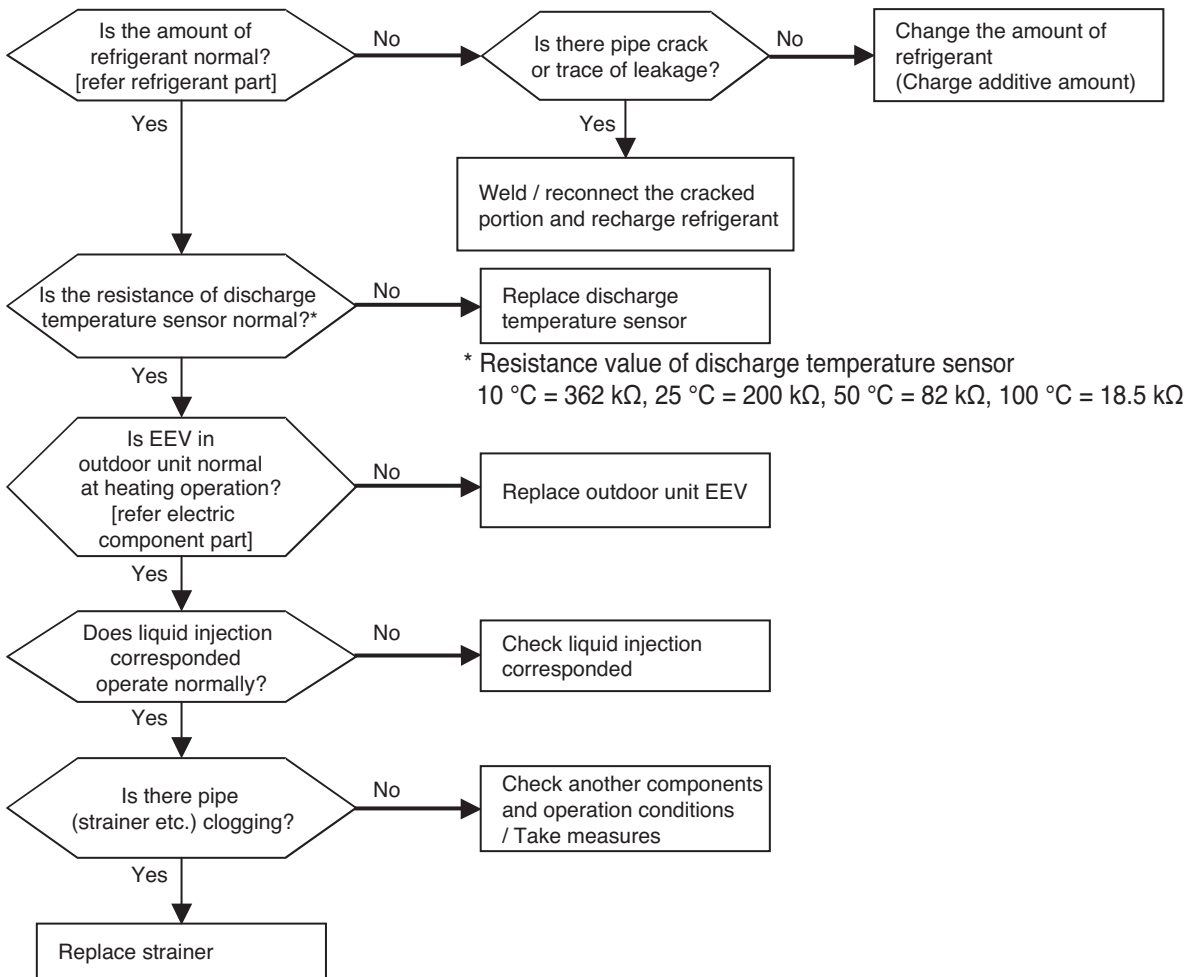 Is the amount of
refrigerant normal?
[refer refrigerant part]
No
Is there pipe crack
or trace of leakage?
No
Change the amount of
refrigerant
(Charge additive amount)
Yes
Yes
Weld / reconnect the cracked
portion and recharge refrigerant
Is the resistance of discharge
temperature sensor normal?*
No
Replace discharge
temperature sensor
* Resistance value of discharge temperature sensor
10 °C = 362 kΩ, 25 °C = 200 kΩ, 50 °C = 82 kΩ, 100 °C = 18.5 kΩ
Yes
Is EEV in
outdoor unit normal
at heating operation?
[refer electric
component part]
No
Replace outdoor unit EEV
Yes
Does liquid injection
corresponded
operate normally?
No
Check liquid injection
corresponded
Yes
Is there pipe
(strainer etc.) clogging?
No
Check another components
and operation conditions
/ Take measures
Yes
Replace strainer